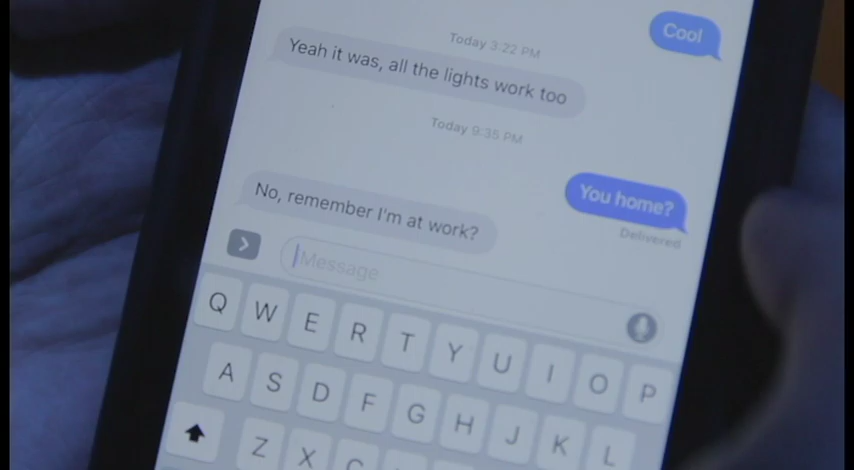 Cool
Today 3:22 PM
Yeah it was, all the lights work too
Today 9:35 PM
You home?
Delivered
No, remember I'm at work?
Message
Q W E R T Y U I O P
A S D F G H J K L
Z X C